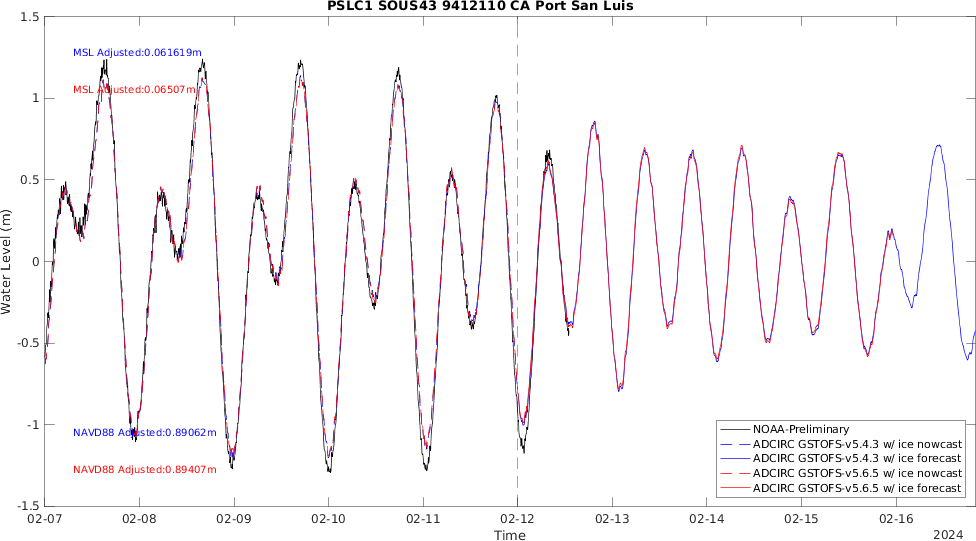 PSLC1 SOUS43 9412110 CA Port San Luis
1.5
MSL Adjusted:0.061619m
MSL Adjusted:0.06507m
1
0.5
Water Level (m)
0
-0.5
-1
NAVD88 Adjusted:0.89062m
NAVD88 Adjusted:0.89407m
-1.5
NOAA-Preliminary
ADCIRC GSTOFS-v5.4.3 w/ ice nowcast
ADCIRC GSTOFS-v5.4.3 w/ ice forecast
ADCIRC GSTOFS-v5.6.5 w/ ice nowcast
ADCIRC GSTOFS-v5.6.5 w/ ice forecast
02-07 02-08 02-09 02-10 02-11 02-12 02-13 02-14 02-15 02-16
Time
2024